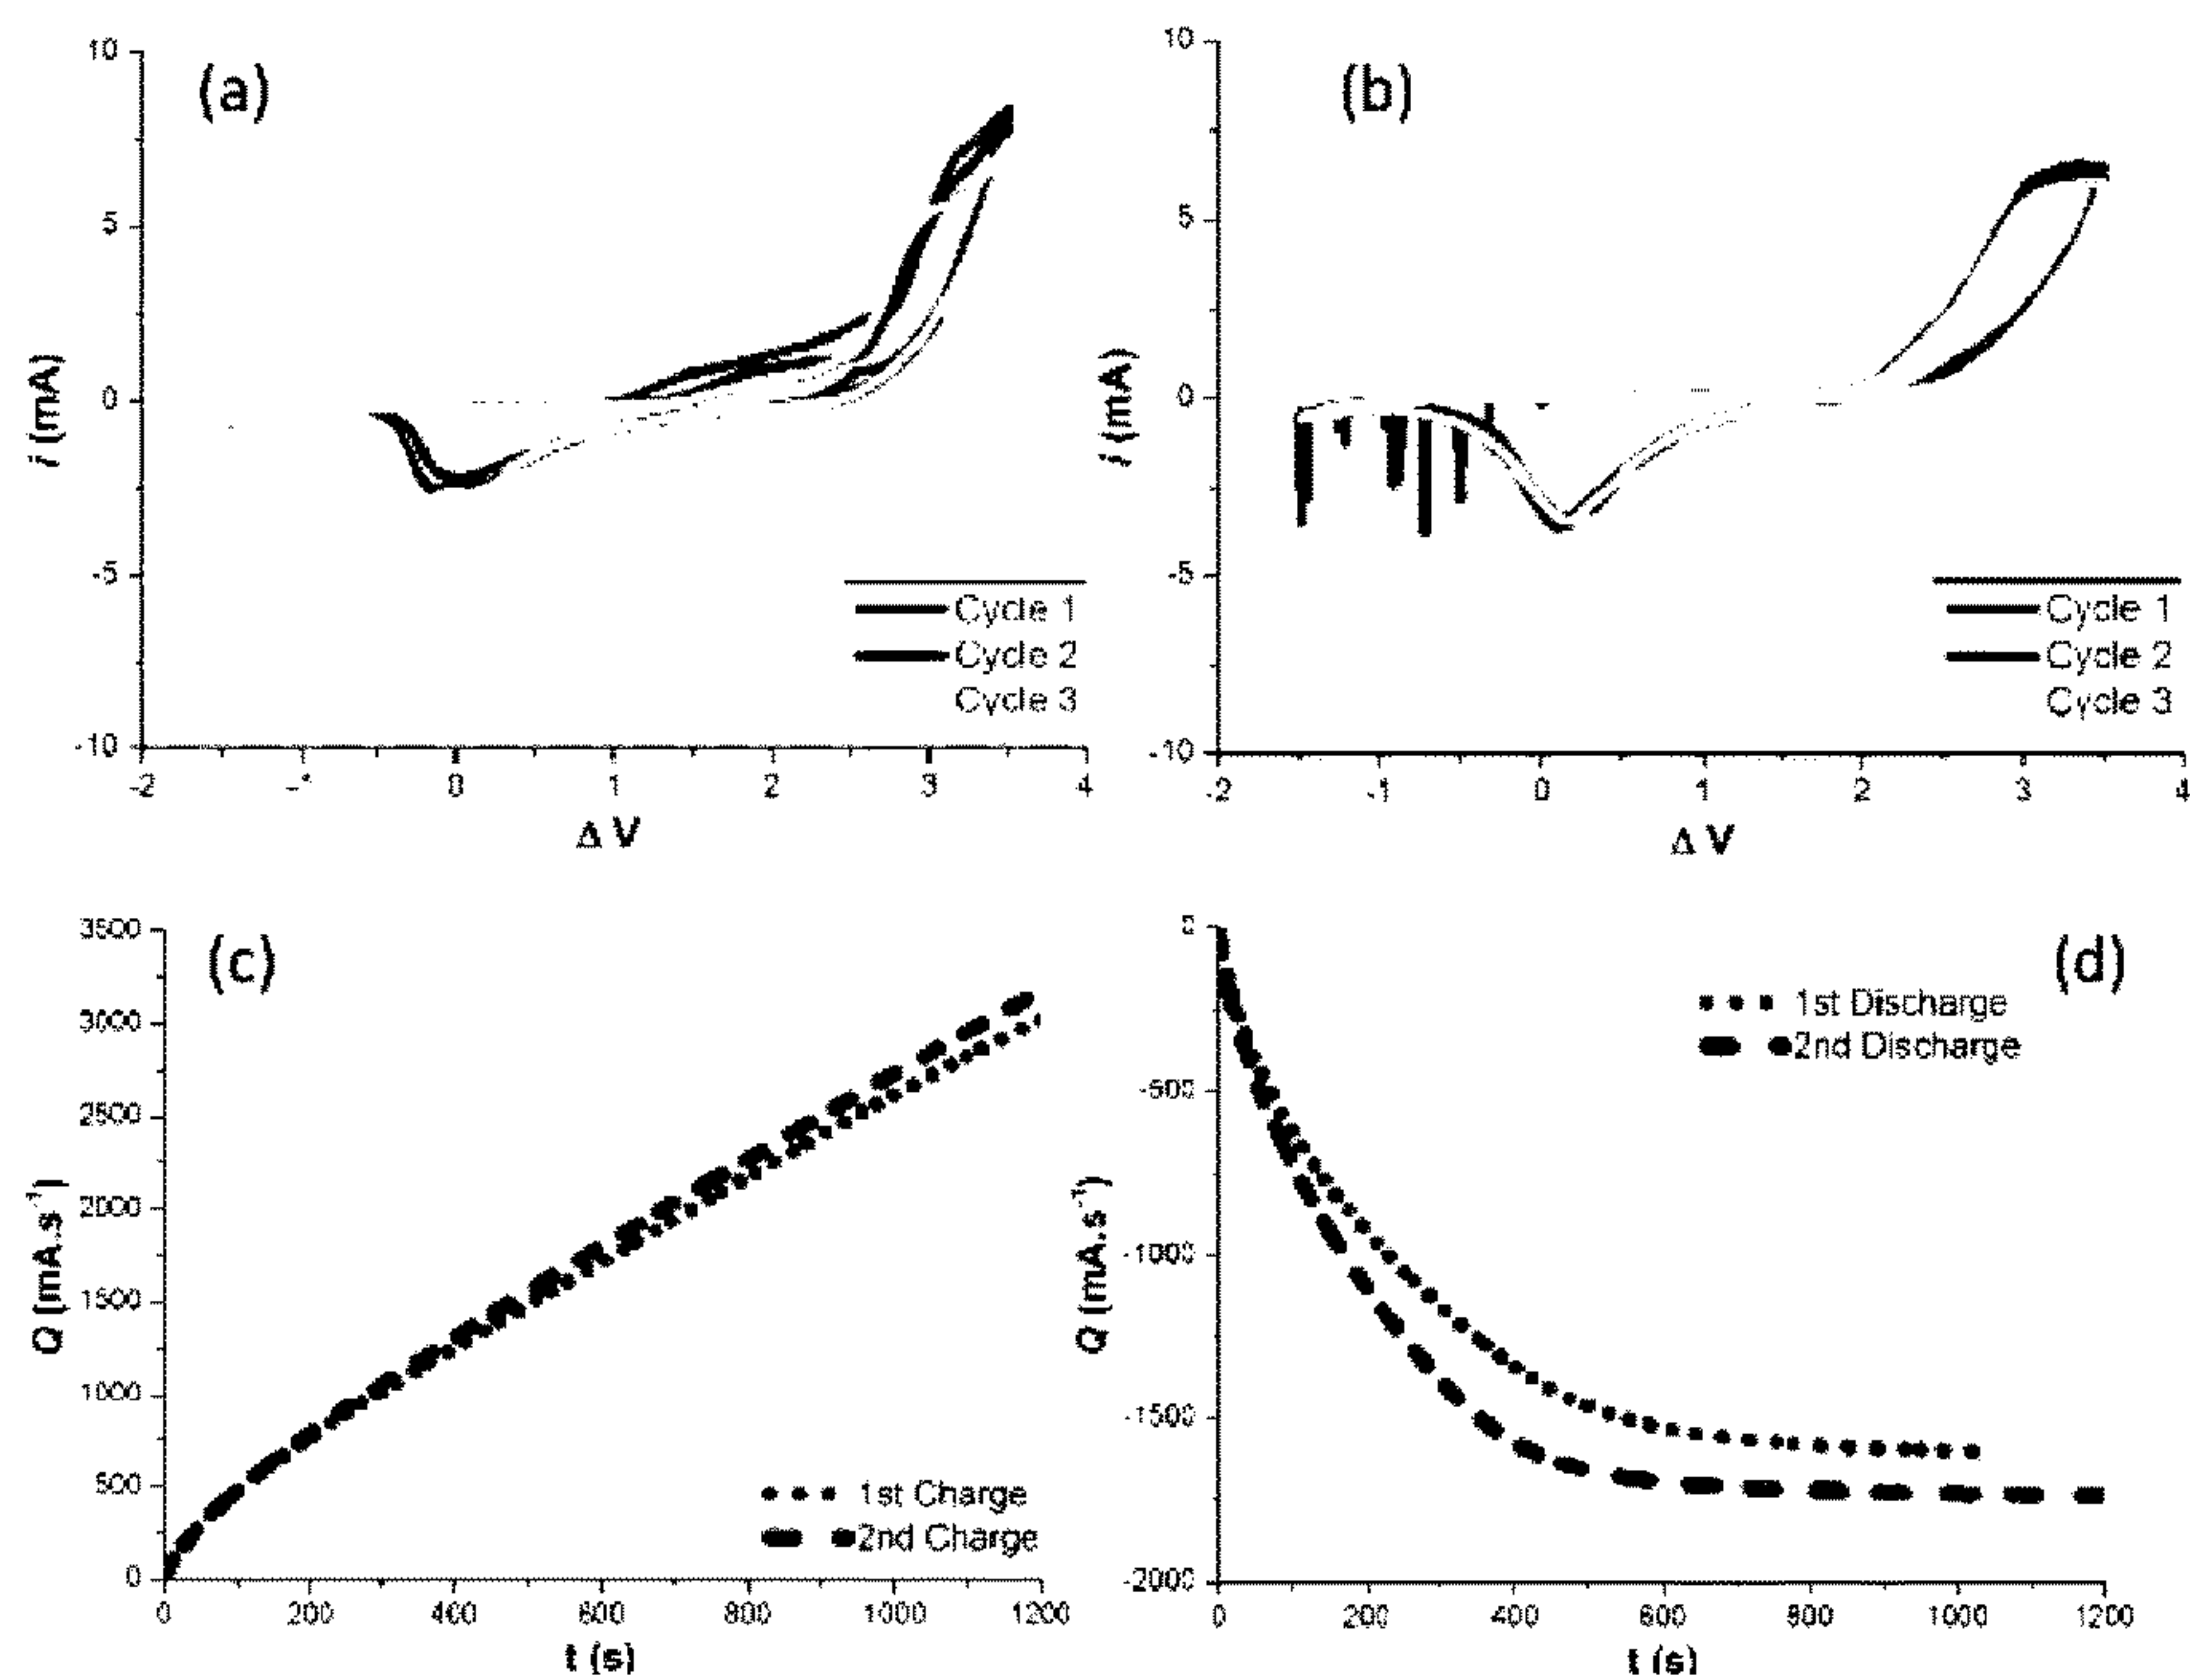 (a)
10
5
0
-5
-10
i (mA)
Cycle 1
Cycle 2
Cycle 3
-2 -1 0 1 2 3 4
Δ V
(b)
10
5
0
-5
-10
i (mA)
Cycle 1
Cycle 2
Cycle 3
-2 -1 0 1 2 3 4
Δ V
(c)
3500
3000
2500
2000
1500
1000
500
0
Q (mA.s⁻¹)
1st Charge
2nd Charge
0 200 400 600 800 1000 1200
t (s)
(d)
0
-500
-1000
-1500
-2000
Q (mA.s⁻¹)
1st Discharge
2nd Discharge
0 200 400 600 800 1000 1200
t (s)